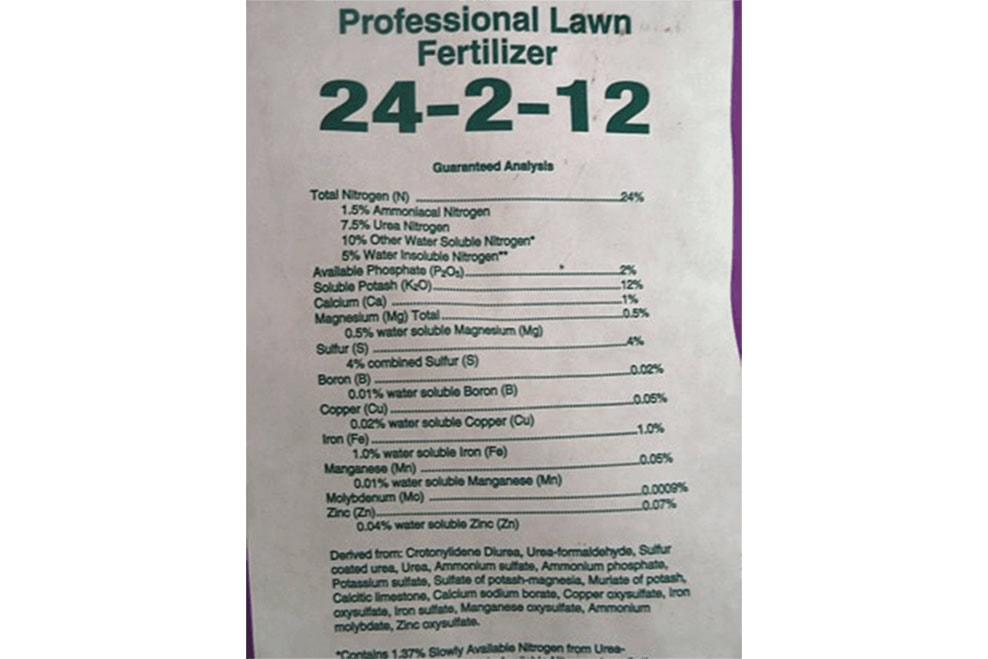 Professional Lawn
Fertilizer
24-2-12
Guaranteed Analysis
Total Nitrogen (N) 24%
1.5% Ammoniacal Nitrogen
7.5% Urea Nitrogen
10% Other Water Soluble Nitrogen*
5% Water Insoluble Nitrogen**
Available Phosphate (P₂O₅) 2%
Soluble Potash (K₂O) 12%
Calcium (Ca) 1%
Magnesium (Mg) Total 0.5%
0.5% water soluble Magnesium (Mg)
Sulfur (S) 4%
4% combined Sulfur (S)
Boron (B) 0.02%
0.01% water soluble Boron (B)
Copper (Cu) 0.05%
0.02% water soluble Copper (Cu)
Iron (Fe) 1.0%
1.0% water soluble Iron (Fe)
Manganese (Mn) 0.05%
0.01% water soluble Manganese (Mn)
Molybdenum (Mo) 0.0009%
Zinc (Zn) 0.07%
0.04% water soluble Zinc (Zn)
Derived from: Crotonylidene Diurea, Urea-formaldehyde, Sulfur
coated urea, Urea, Ammonium sulfate, Ammonium phosphate,
Potassium sulfate, Sulfate of potash-magnesia, Muriate of potash,
Calcitic limestone, Calcium sodium borate, Copper oxysulfate, Iron
oxysulfate, Iron sulfate, Manganese oxysulfate, Ammonium
molybdate, Zinc oxysulfate.
*Contains 1.37% Slowly Available Nitrogen from Urea-